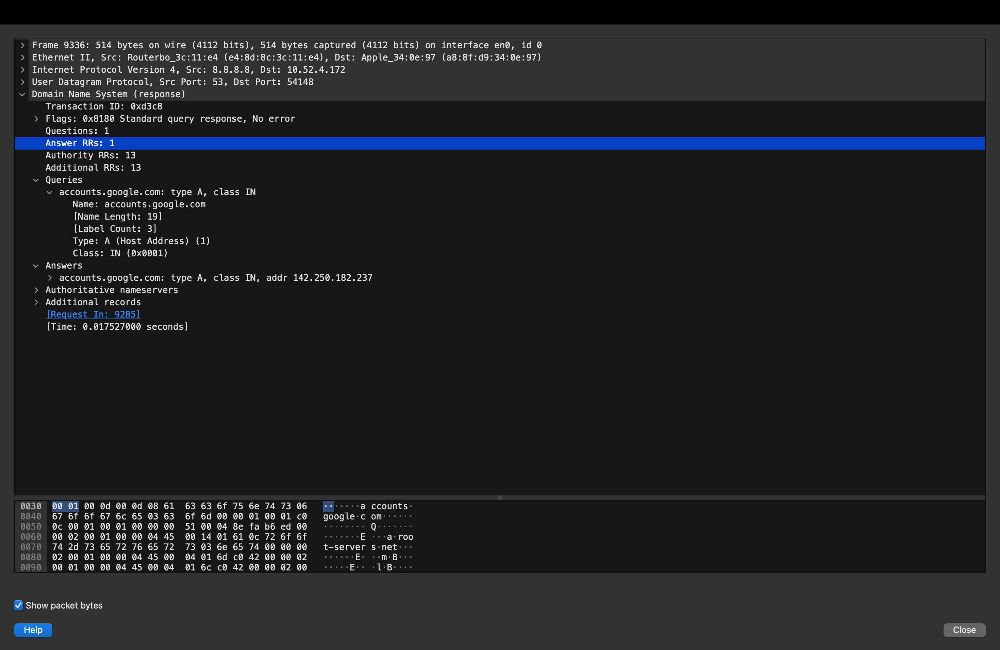 Frame 9336: 514 bytes on wire (4112 bits), 514 bytes captured (4112 bits) on interface en0, id 0
Ethernet II, Src: Routerbo_3c:11:e4 (e4:8d:8c:3c:11:e4), Dst: Apple_34:0e:97 (a8:8f:d9:34:0e:97)
Internet Protocol Version 4, Src: 8.8.8.8, Dst: 10.52.4.172
User Datagram Protocol, Src Port: 53, Dst Port: 54148
Domain Name System (response)
Transaction ID: 0xd3c8
Flags: 0x8180 Standard query response, No error
Questions: 1
Answer RRs: 1
Authority RRs: 13
Additional RRs: 13
Queries
accounts.google.com: type A, class IN
Name: accounts.google.com
[Name Length: 19]
[Label Count: 3]
Type: A (Host Address) (1)
Class: IN (0x0001)
Answers
accounts.google.com: type A, class IN, addr 142.250.182.237
Authoritative nameservers
Additional records
[Request In: 9285]
[Time: 0.017527000 seconds]
0030 00 01 00 0d 00 0d 08 61 63 63 6f 75 6e 74 73 06 ·······a ccounts·
0040 67 6f 6f 67 6c 65 03 63 6f 6d 00 00 01 00 01 c0 google·c om······
0050 0c 00 01 00 01 00 00 00 51 00 04 8e fa b6 ed 00 ········ Q·······
0060 00 02 00 01 00 00 04 45 00 14 01 61 0c 72 6f 6f ·······E ···a·roo
0070 74 2d 73 65 72 76 65 72 73 03 6e 65 74 00 00 00 t-server s·net···
0080 02 00 01 00 00 04 45 00 04 01 6d c0 42 00 00 02 ······E· ··m·B···
0090 00 01 00 00 04 45 00 04 01 6c c0 42 00 00 02 00 ·····E·· ·l·B····
Show packet bytes
Help
Close